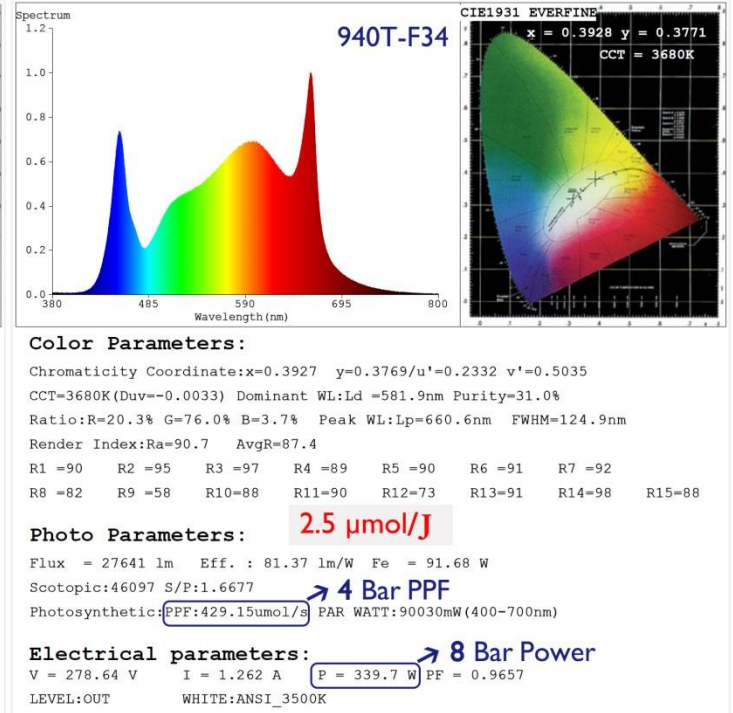 Spectrum
1.2
940T-F34
1.0
0.8
0.6
0.4
0.2
0.0
380 485 590 695 800
Wavelength(nm)
CIE1931 EVERFINE
x = 0.3928 y = 0.3771
CCT = 3680K
Color Parameters:
Chromaticity Coordinate:x=0.3927 y=0.3769/u'=0.2332 v'=0.5035
CCT=3680K(Duv=-0.0033) Dominant WL:Ld =581.9nm Purity=31.0%
Ratio:R=20.3% G=76.0% B=3.7% Peak WL:Lp=660.6nm FWHM=124.9nm
Render Index:Ra=90.7 AvgR=87.4
R1 =90 R2 =95 R3 =97 R4 =89 R5 =90 R6 =91 R7 =92
R8 =82 R9 =58 R10=88 R11=90 R12=73 R13=91 R14=98 R15=88
2.5 µmol/J
Photo Parameters:
Flux = 27641 lm Eff. : 81.37 lm/W Fe = 91.68 W
Scotopic:46097 S/P:1.6677
4 Bar PPF
Photosynthetic:PPF:429.15umol/s PAR WATT:90030mW(400-700nm)
Electrical parameters:
8 Bar Power
V = 278.64 V I = 1.262 A P = 339.7 W PF = 0.9657
LEVEL:OUT WHITE:ANSI_3500K